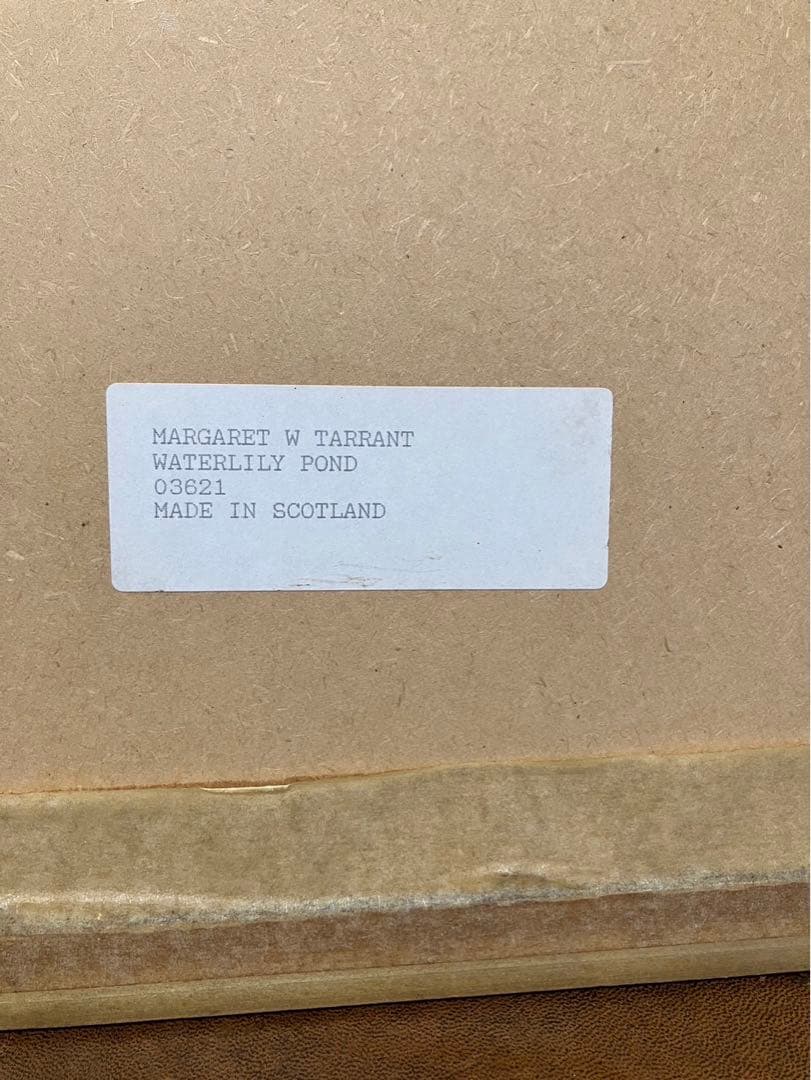 MARGARET W TARRANT
WATERLILY POND
03621
MADE IN SCOTLAND